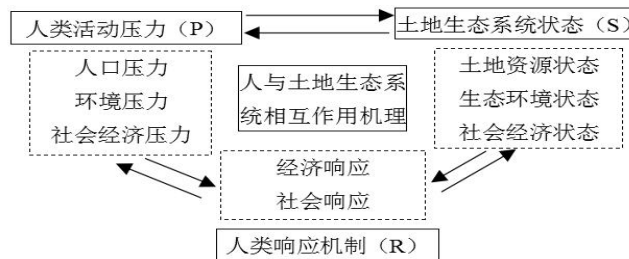 人类活动压力（P）
土地生态系统状态（S）
人口压力
环境压力
社会经济压力
人与土地生态系
统相互作用机理
土地资源状态
生态环境状态
社会经济状态
经济响应
社会响应
人类响应机制（R）